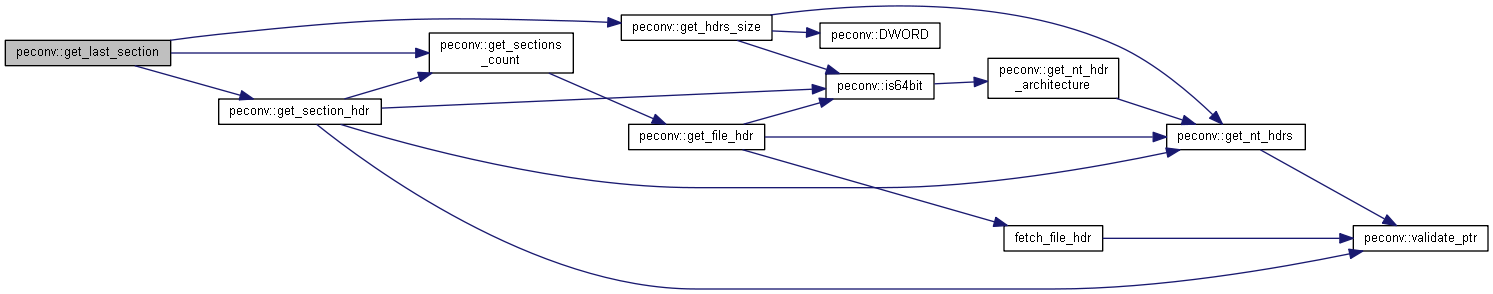 peconv::get_last_section
peconv::get_section_hdr
peconv::get_sections
_count
peconv::get_hdrs_size
peconv::get_file_hdr
peconv::DWORD
peconv::is64bit
peconv::get_nt_hdr
_architecture
fetch_file_hdr
peconv::get_nt_hdrs
peconv::validate_ptr